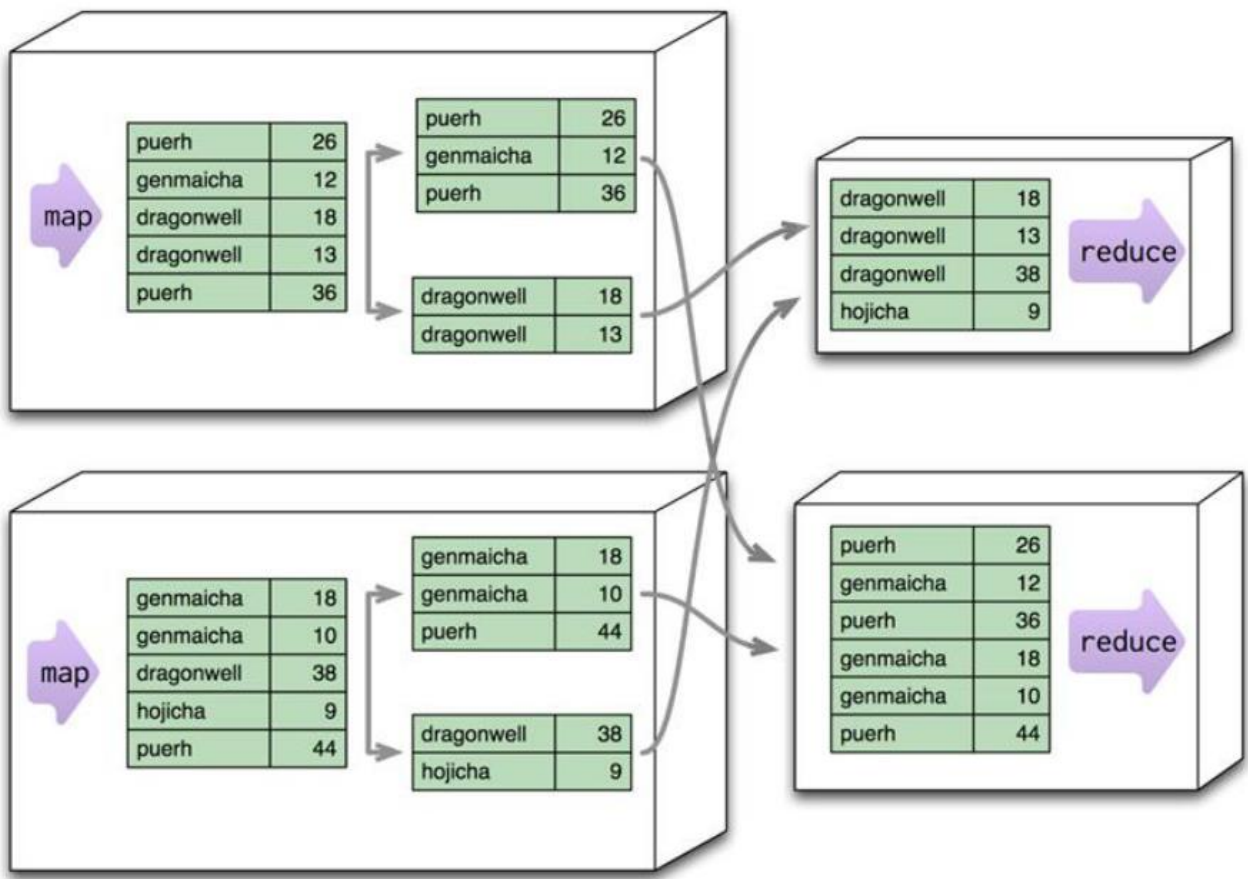 map
puerh 26
genmaicha 12
dragonwell 18
dragonwell 13
puerh 36
puerh 26
genmaicha 12
puerh 36
dragonwell 18
dragonwell 13
dragonwell 18
dragonwell 13
dragonwell 38
hojicha 9
reduce
map
genmaicha 18
genmaicha 10
dragonwell 38
hojicha 9
puerh 44
genmaicha 18
genmaicha 10
puerh 44
dragonwell 38
hojicha 9
puerh 26
genmaicha 12
puerh 36
genmaicha 18
genmaicha 10
puerh 44
reduce